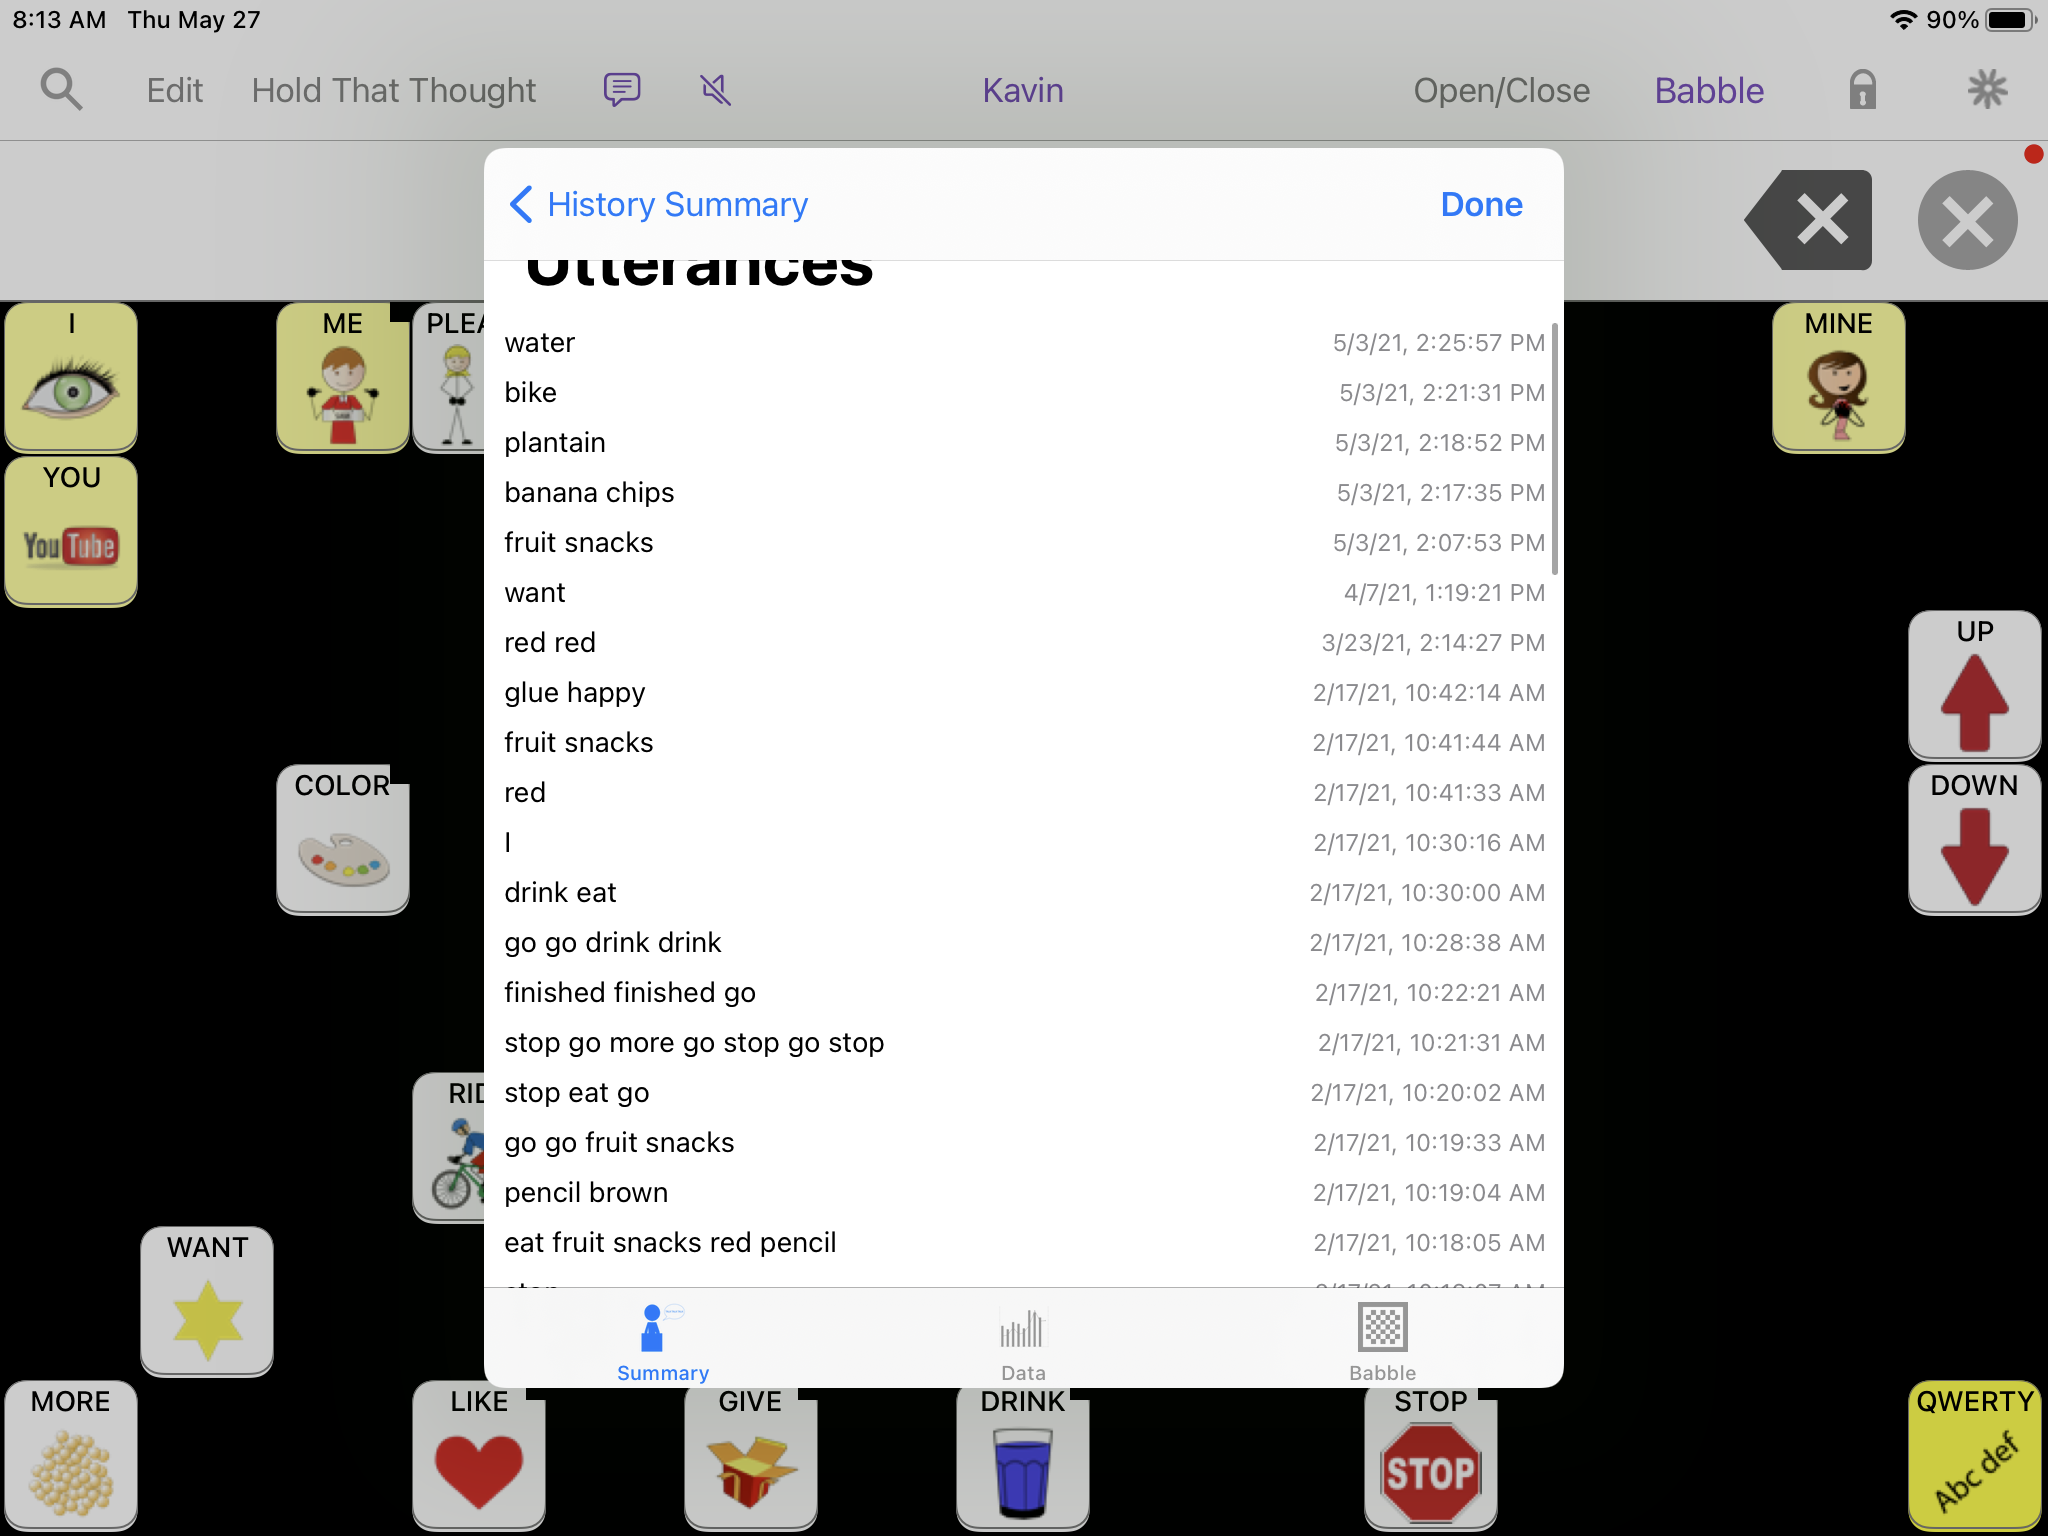 8:13 AM Thu May 27 90%
Edit Hold That Thought Kavin Open/Close Babble
History Summary Done
Utterances
I ME MINE
YOU
YouTube
UP
COLOR DOWN
WANT
MORE LIKE GIVE DRINK STOP QWERTY
STOP Abc def
water 5/3/21, 2:25:57 PM
bike 5/3/21, 2:21:31 PM
plantain 5/3/21, 2:18:52 PM
banana chips 5/3/21, 2:17:35 PM
fruit snacks 5/3/21, 2:07:53 PM
want 4/7/21, 1:19:21 PM
red red 3/23/21, 2:14:27 PM
glue happy 2/17/21, 10:42:14 AM
fruit snacks 2/17/21, 10:41:44 AM
red 2/17/21, 10:41:33 AM
I 2/17/21, 10:30:16 AM
drink eat 2/17/21, 10:30:00 AM
go go drink drink 2/17/21, 10:28:38 AM
finished finished go 2/17/21, 10:22:21 AM
stop go more go stop go stop 2/17/21, 10:21:31 AM
stop eat go 2/17/21, 10:20:02 AM
go go fruit snacks 2/17/21, 10:19:33 AM
pencil brown 2/17/21, 10:19:04 AM
eat fruit snacks red pencil 2/17/21, 10:18:05 AM
Summary Data Babble